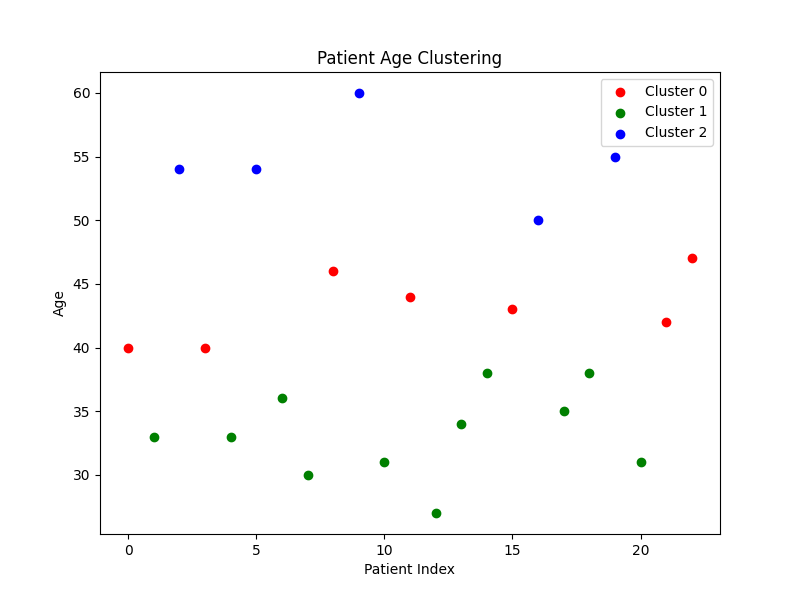 Patient Age Clustering
Cluster 0
Cluster 1
Cluster 2
60
55
50
45
40
35
30
Age
0 5 10 15 20
Patient Index